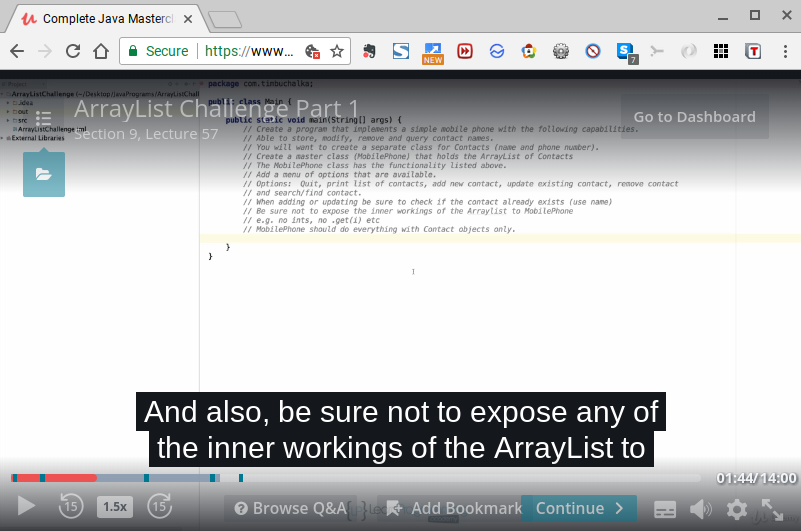 Complete Java Mastercl
Secure
https://www...
NEW
7
package com.timbuchalka;
ArrayListChallenge (~/Desktop/JavaPrograms/ArrayListChall
public class Main {
.idea
ArrayList Challenge Part 1
out
Go to Dashboard
src
public static void main(String[] args) {
ArrayListChallenge.iml
Section 9, Lecture 57
// Create a program that implements a simple mobile phone with the following capabilities.
External Libraries
// Able to store, modify, remove and query contact names.
// You will want to create a separate class for Contacts (name and phone number).
// Create a master class (MobilePhone) that holds the ArrayList of Contacts
// The MobilePhone class has the functionality listed above.
// Add a menu of options that are available.
// Options:  Quit, print list of contacts, add new contact, update existing contact, remove contact
// and search/find contact.
// When adding or updating be sure to check if the contact already exists (use name)
// Be sure not to expose the inner workings of the Arraylist to MobilePhone
// e.g. no ints, no .get(i) etc
// MobilePhone should do everything with Contact objects only.
}
}
And also, be sure not to expose any of
the inner workings of the ArrayList to
01:44/14:00
15
1.5x
15
? Browse Q&A
Add Bookmark
Continue